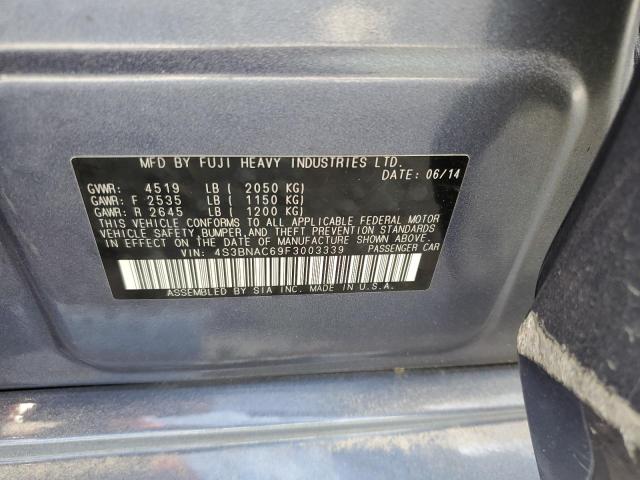 MFD BY FUJI HEAVY INDUSTRIES LTD.
DATE: 06/14
GVWR: 4519 LB ( 2050 KG)
GAWR: F 2535 LB ( 1150 KG)
GAWR: R 2645 LB ( 1200 KG)
THIS VEHICLE CONFORMS TO ALL APPLICABLE FEDERAL MOTOR
VEHICLE SAFETY, BUMPER, AND THEFT PREVENTION STANDARDS
IN EFFECT ON THE DATE OF MANUFACTURE SHOWN ABOVE.
VIN: 4S3BNAC69F3003339 PASSENGER CAR
ASSEMBLED BY SIA INC. MADE IN U.S.A.